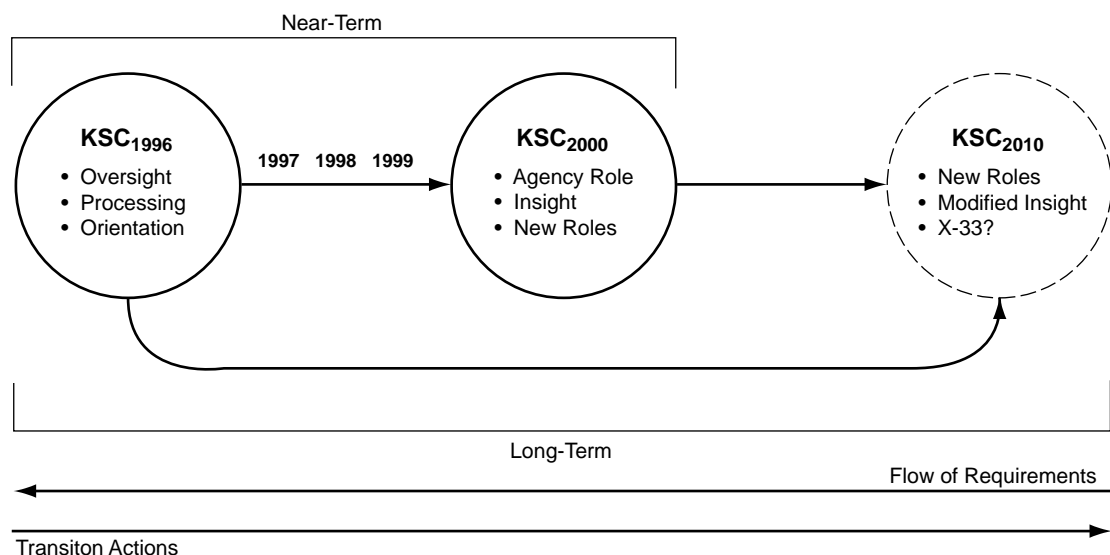 Near-Term
KSC1996
• Oversight
• Processing
• Orientation
1997 1998 1999
KSC2000
• Agency Role
• Insight
• New Roles
KSC2010
• New Roles
• Modified Insight
• X-33?
Long-Term
Flow of Requirements
Transiton Actions